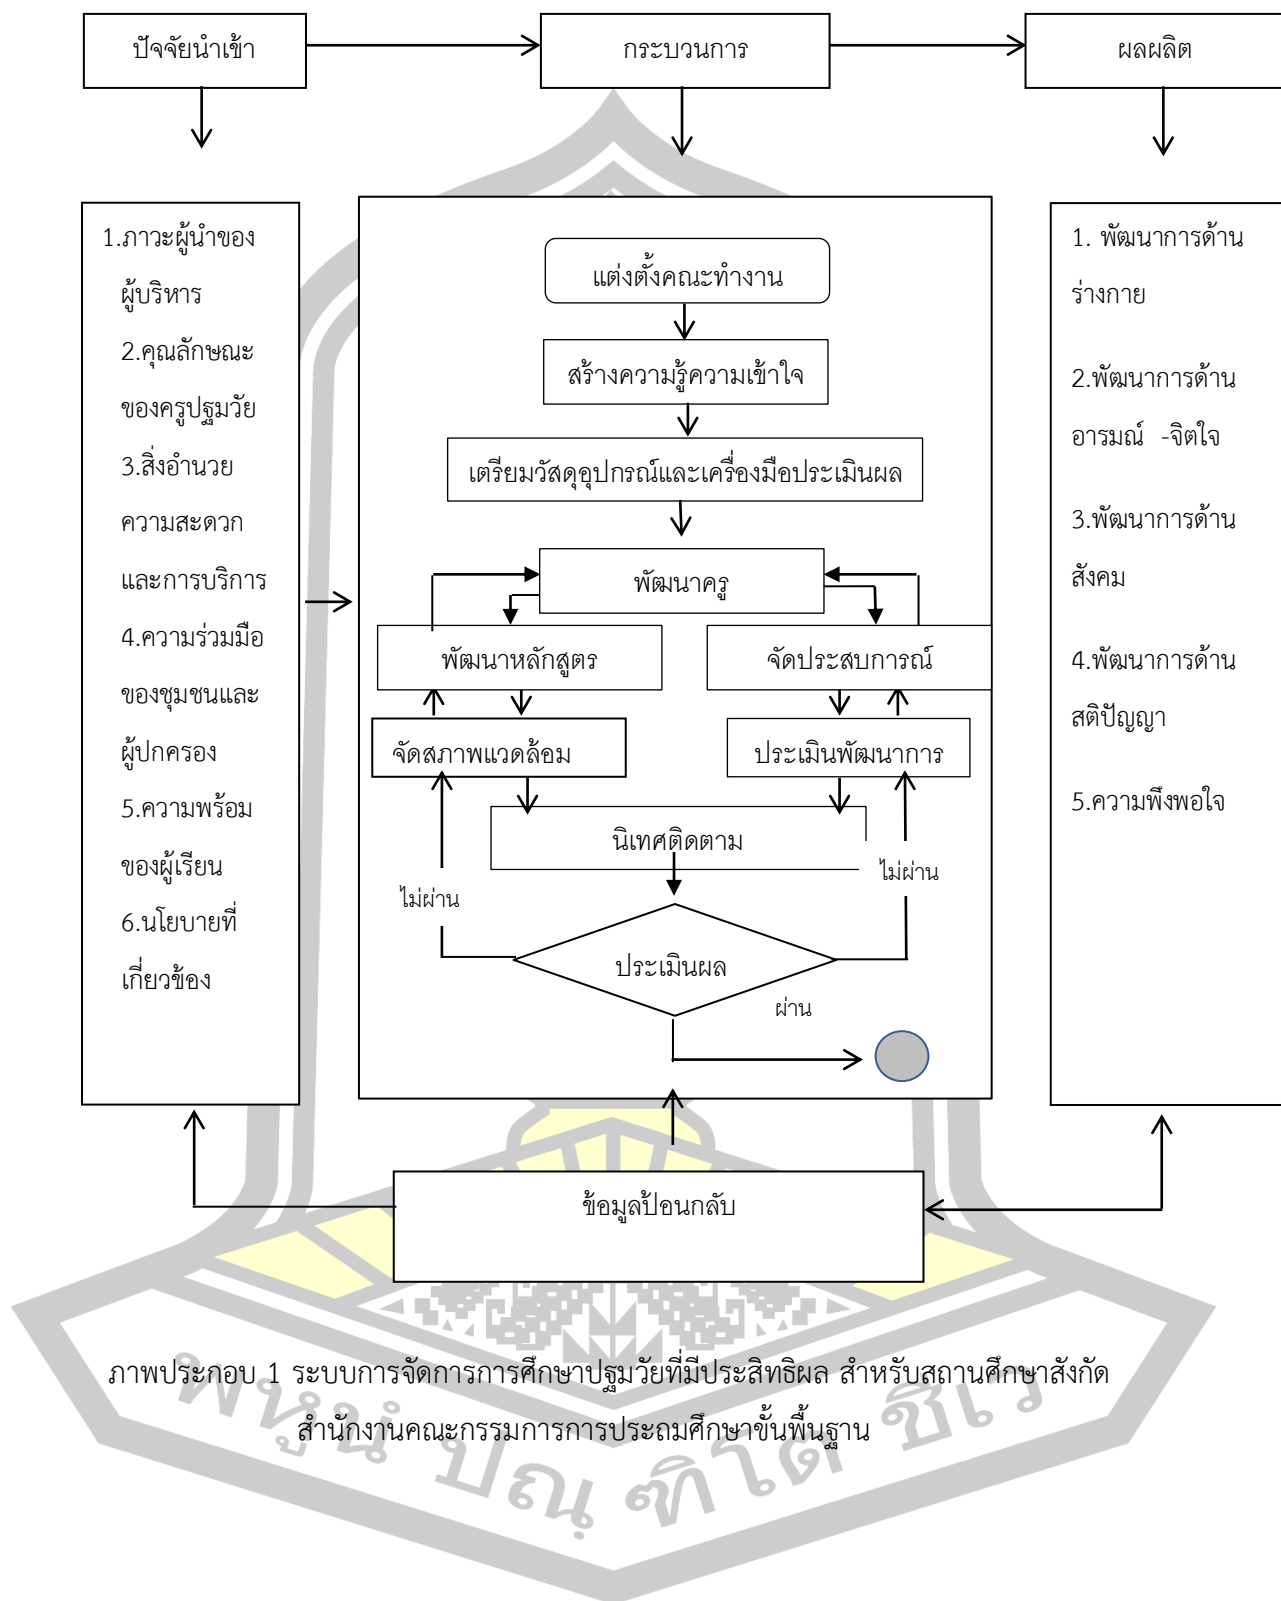 ปัจจัยนำเข้า
กระบวนการ
ผลผลิต
1.ภาวะผู้นำของ
ผู้บริหาร
2.คุณลักษณะ
ของครูปฐมวัย
3.สิ่งอำนวย
ความสะดวก
และการบริการ
4.ความร่วมมือ
ของชุมชนและ
ผู้ปกครอง
5.ความพร้อม
ของผู้เรียน
6.นโยบายที่
เกี่ยวข้อง
แต่งตั้งคณะทำงาน
สร้างความรู้ความเข้าใจ
เตรียมวัสดุอุปกรณ์และเครื่องมือประเมินผล
พัฒนาครู
พัฒนาหลักสูตร
จัดประสบการณ์
จัดสภาพแวดล้อม
ประเมินพัฒนาการ
นิเทศติดตาม
ไม่ผ่าน
ไม่ผ่าน
ประเมินผล
ผ่าน
1. พัฒนาการด้าน
ร่างกาย
2.พัฒนาการด้าน
อารมณ์ -จิตใจ
3.พัฒนาการด้าน
สังคม
4.พัฒนาการด้าน
สติปัญญา
5.ความพึงพอใจ
ข้อมูลป้อนกลับ
ภาพประกอบ 1 ระบบการจัดการการศึกษาปฐมวัยที่มีประสิทธิผล สำหรับสถานศึกษาสังกัด
สำนักงานคณะกรรมการการประถมศึกษาขั้นพื้นฐาน
พหูนํ ปณฺฑิโต ชีเว